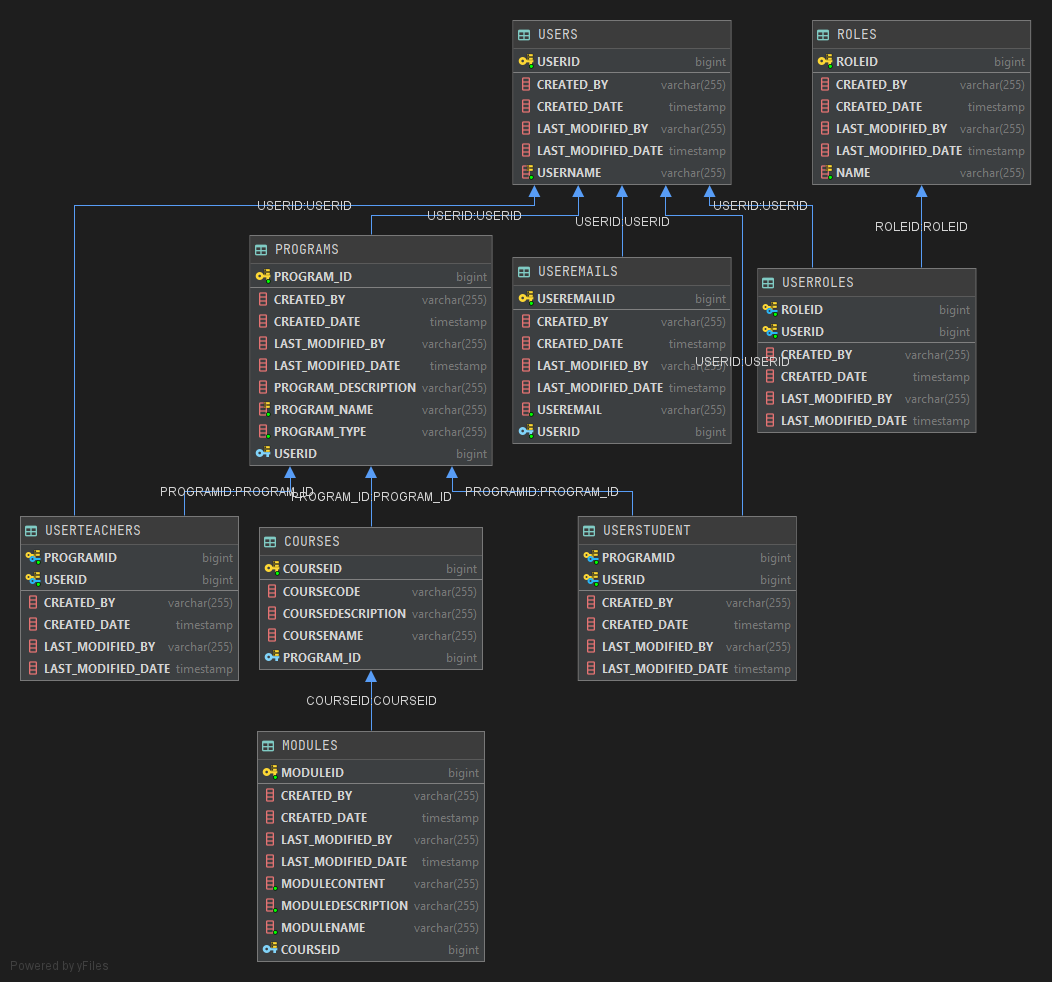 USERS
USERID bigint
CREATED_BY varchar(255)
CREATED_DATE timestamp
LAST_MODIFIED_BY varchar(255)
LAST_MODIFIED_DATE timestamp
USERNAME varchar(255)
ROLES
ROLEID bigint
CREATED_BY varchar(255)
CREATED_DATE timestamp
LAST_MODIFIED_BY varchar(255)
LAST_MODIFIED_DATE timestamp
NAME varchar(255)
USERID:USERID
USERID:USERID
USERID:USERID
USERID:USERID
ROLEID:ROLEID
PROGRAMS
PROGRAM_ID bigint
CREATED_BY varchar(255)
CREATED_DATE timestamp
LAST_MODIFIED_BY varchar(255)
LAST_MODIFIED_DATE timestamp
PROGRAM_DESCRIPTION varchar(255)
PROGRAM_NAME varchar(255)
PROGRAM_TYPE varchar(255)
USERID bigint
USEREMAILS
USEREMAILID bigint
CREATED_BY varchar(255)
CREATED_DATE timestamp
LAST_MODIFIED_BY varchar(255)
LAST_MODIFIED_DATE timestamp
USEREMAIL varchar(255)
USERID bigint
USERID:USERID
USERROLES
ROLEID bigint
USERID bigint
CREATED_BY varchar(255)
CREATED_DATE timestamp
LAST_MODIFIED_BY varchar(255)
LAST_MODIFIED_DATE timestamp
PROGRAMID:PROGRAM_ID
PROGRAM_ID:PROGRAM_ID
PROGRAMID:PROGRAM_ID
USERTEACHERS
PROGRAMID bigint
USERID bigint
CREATED_BY varchar(255)
CREATED_DATE timestamp
LAST_MODIFIED_BY varchar(255)
LAST_MODIFIED_DATE timestamp
COURSES
COURSEID bigint
COURSECODE varchar(255)
COURSEDESCRIPTION varchar(255)
COURSENAME varchar(255)
PROGRAM_ID bigint
USERSTUDENT
PROGRAMID bigint
USERID bigint
CREATED_BY varchar(255)
CREATED_DATE timestamp
LAST_MODIFIED_BY varchar(255)
LAST_MODIFIED_DATE timestamp
COURSEID:COURSEID
MODULES
MODULEID bigint
CREATED_BY varchar(255)
CREATED_DATE timestamp
LAST_MODIFIED_BY varchar(255)
LAST_MODIFIED_DATE timestamp
MODULECONTENT varchar(255)
MODULEDESCRIPTION varchar(255)
MODULENAME varchar(255)
COURSEID bigint
Powered by yFiles